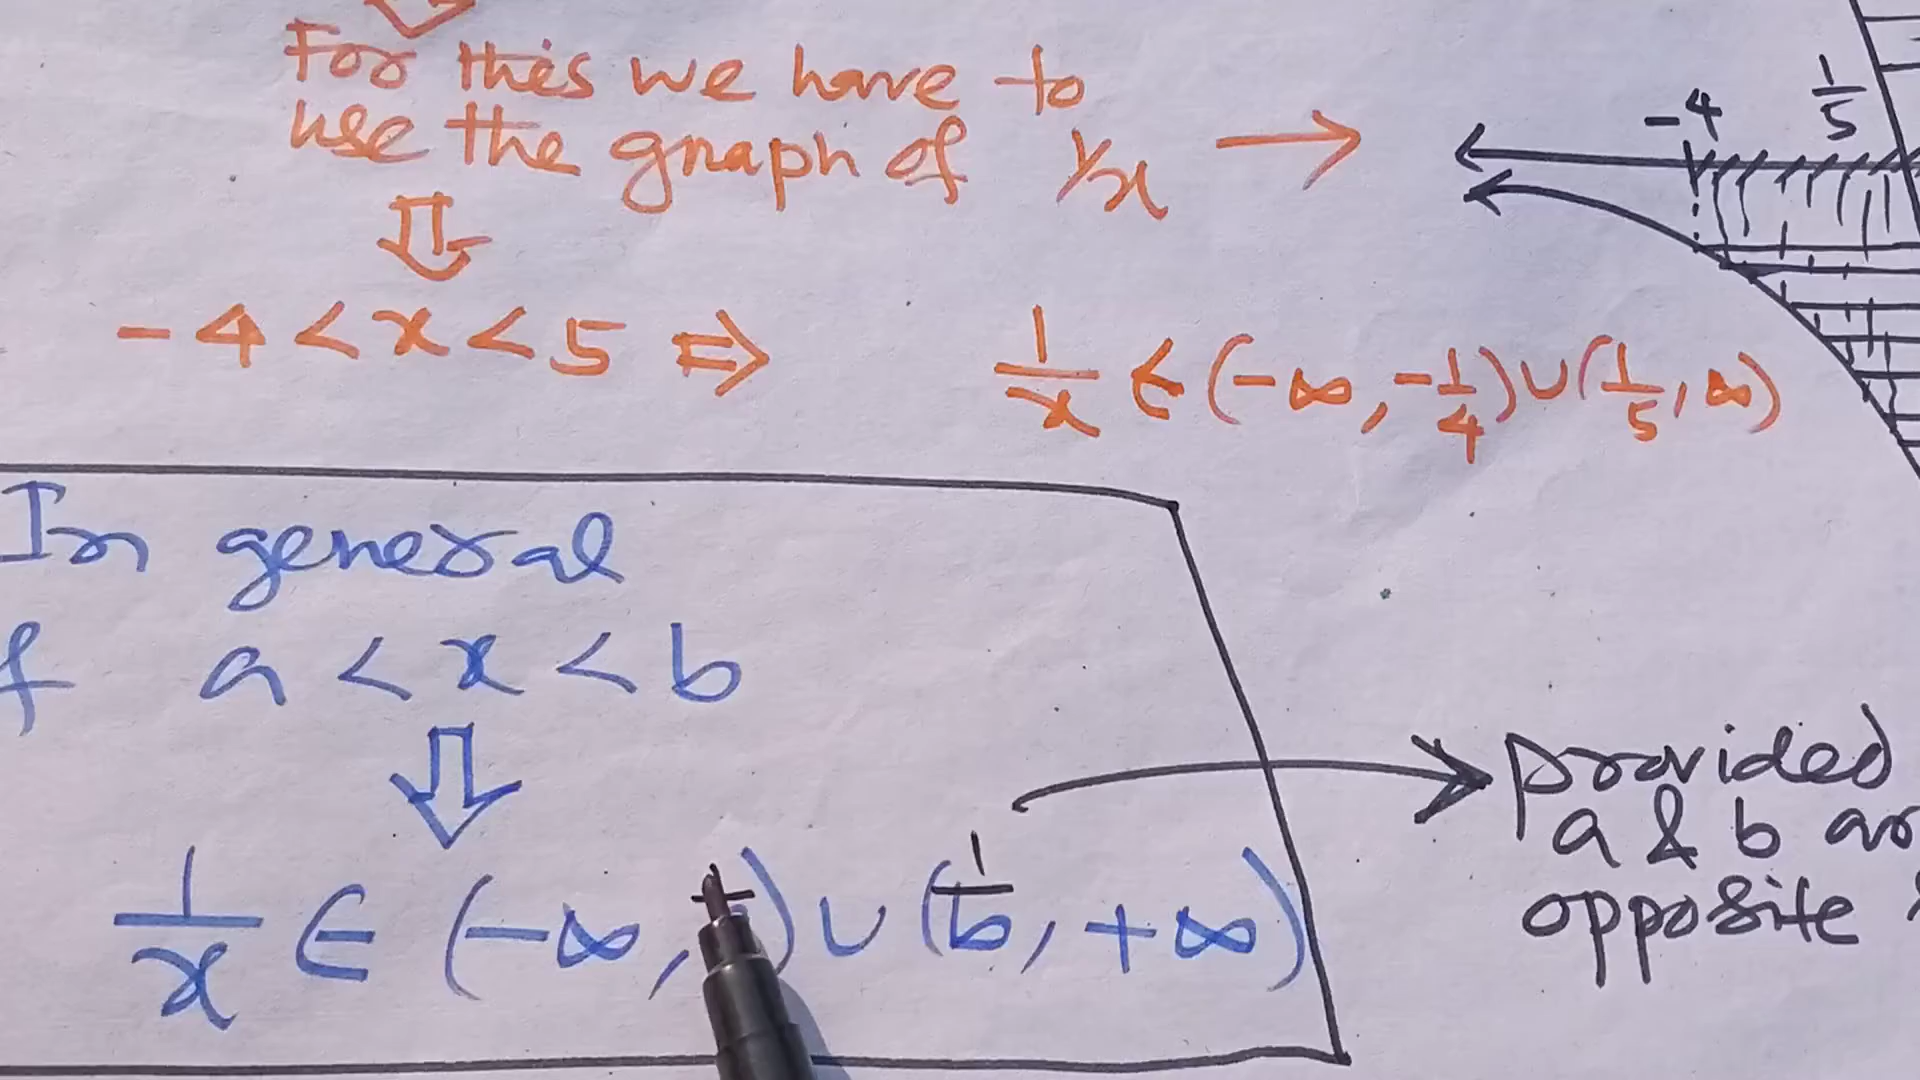 For this we have to
use the graph of 1/x →
-4 < x < 5 ⇒ 1/x ∈ (-∞, -1/4) ∪ (1/5, ∞)
-4 1/5
In general
f a < x < b
1/x ∈ (-∞, ) ∪ (1/b, +∞)
provided
a & b
opposite